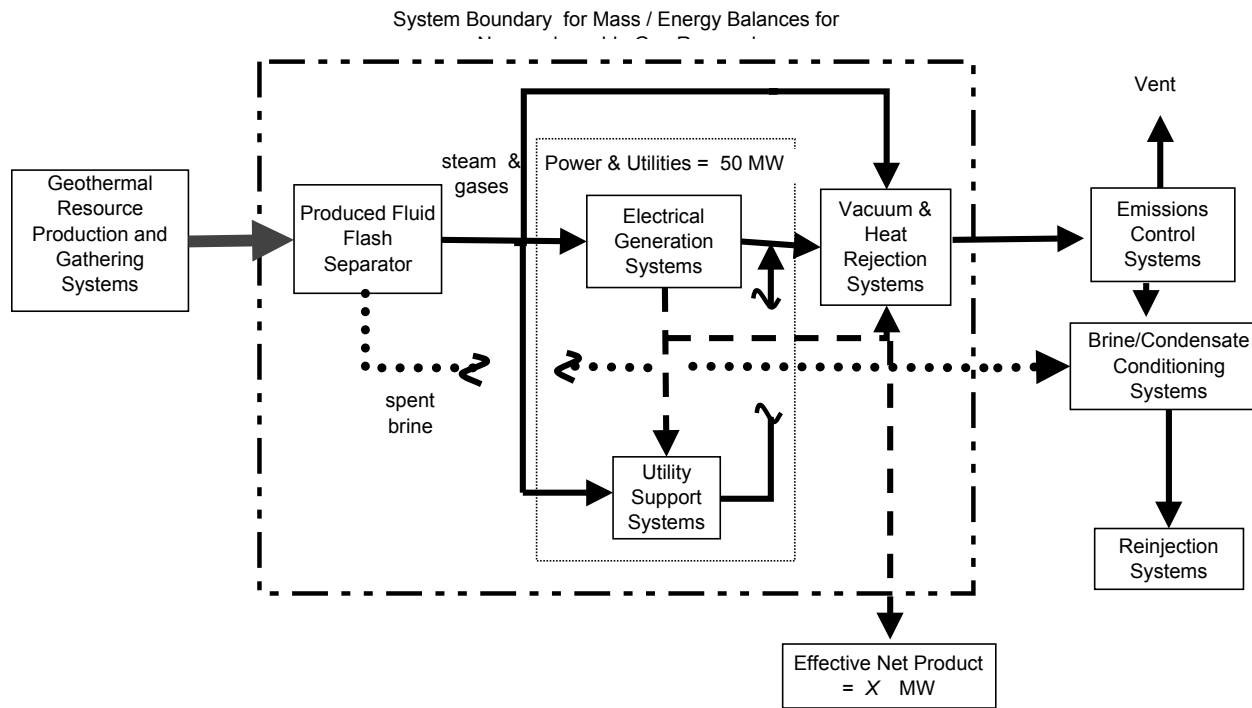 System Boundary for Mass / Energy Balances for
Vent
steam &
gases
Power & Utilities = 50 MW
Geothermal
Resource
Production and
Gathering
Systems
Produced Fluid
Flash
Separator
Electrical
Generation
Systems
Vacuum &
Heat
Rejection
Systems
Emissions
Control
Systems
Brine/Condensate
Conditioning
Systems
spent
brine
Utility
Support
Systems
Reinjection
Systems
Effective Net Product
= X MW